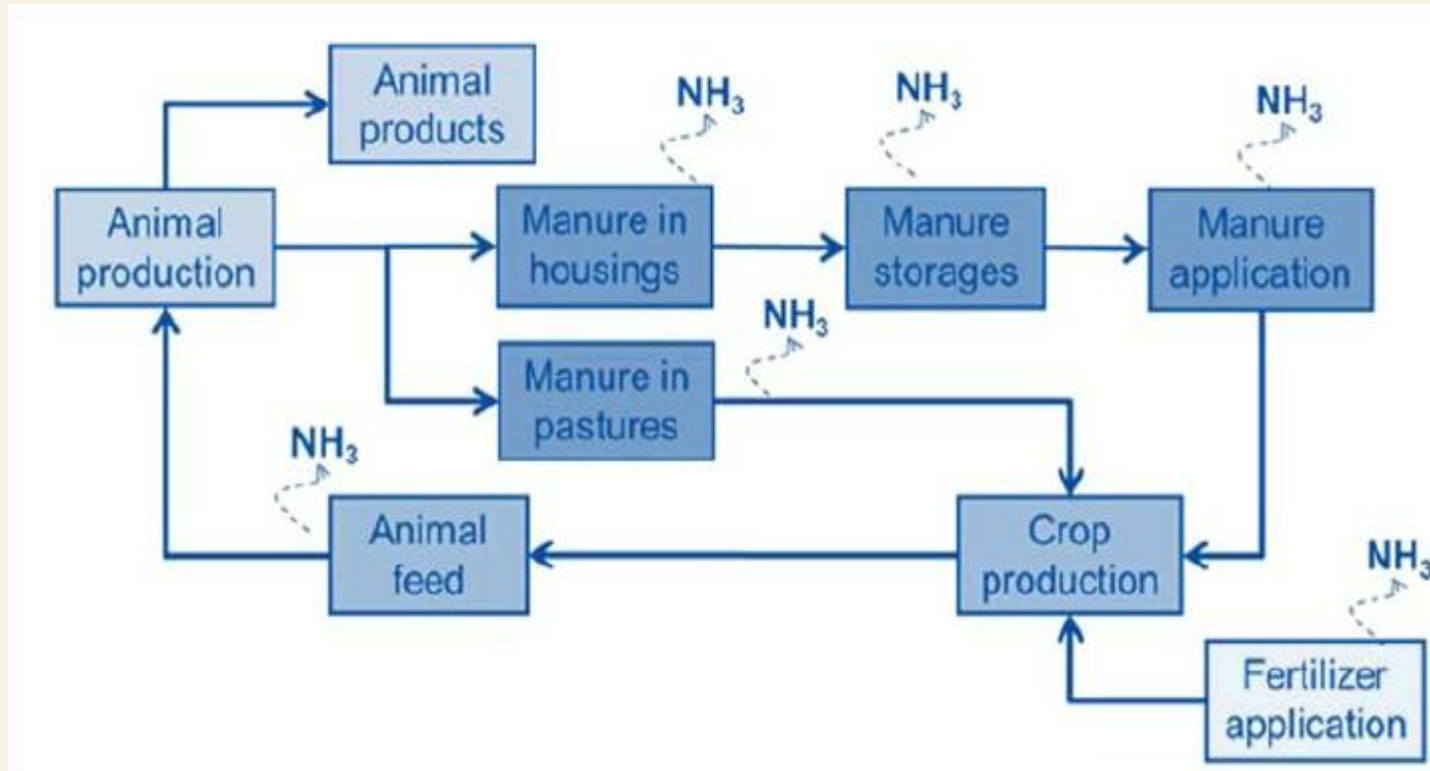 Animal
products
NH₃
NH₃
NH₃
Animal
production
Manure in
housings
Manure
storages
Manure
application
NH₃
Manure in
pastures
NH₃
Animal
feed
Crop
production
NH₃
Fertilizer
application